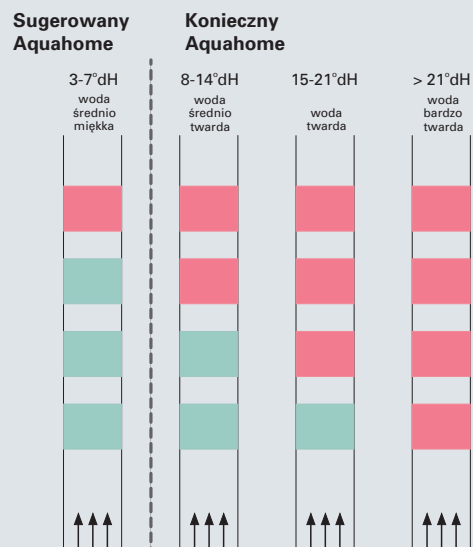 Sugerowany
Aquahome
Konieczny
Aquahome
3-7°dH
woda
średnio
miękka
8-14°dH
woda
średnio
twarda
15-21°dH
woda
twarda
> 21°dH
woda
bardzo
twarda